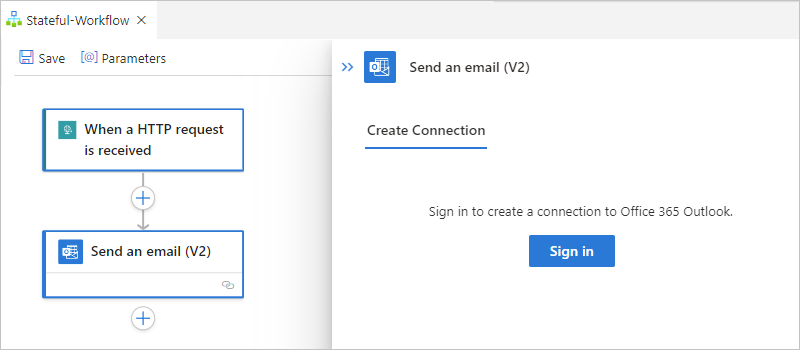 Stateful-Workflow
Save
[@] Parameters
When a HTTP request
is received
Send an email (V2)
Send an email (V2)
Create Connection
Sign in to create a connection to Office 365 Outlook.
Sign in